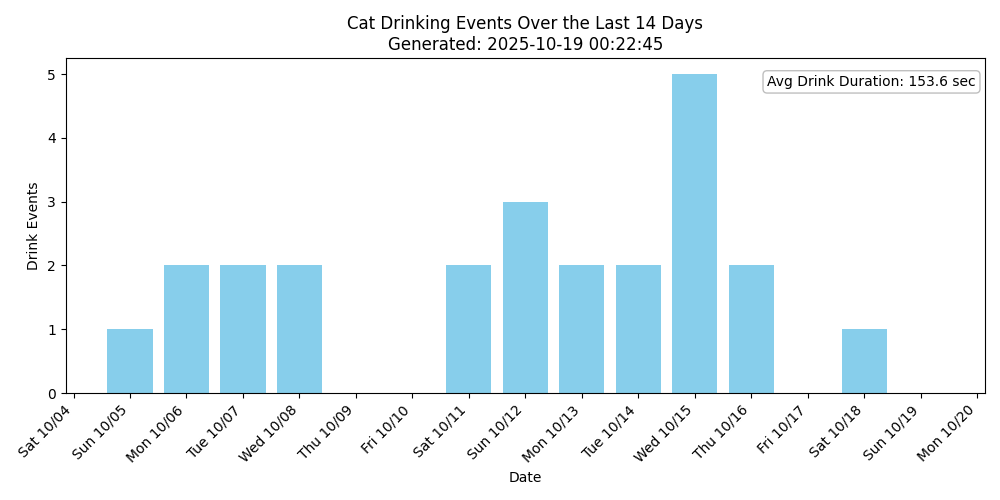 Cat Drinking Events Over the Last 14 Days
Generated: 2025-10-19 00:22:45
Avg Drink Duration: 153.6 sec
Drink Events
5
4
3
2
1
0
Sat 10/04
Sun 10/05
Mon 10/06
Tue 10/07
Wed 10/08
Thu 10/09
Fri 10/10
Sat 10/11
Sun 10/12
Mon 10/13
Tue 10/14
Wed 10/15
Thu 10/16
Fri 10/17
Sat 10/18
Sun 10/19
Mon 10/20
Date